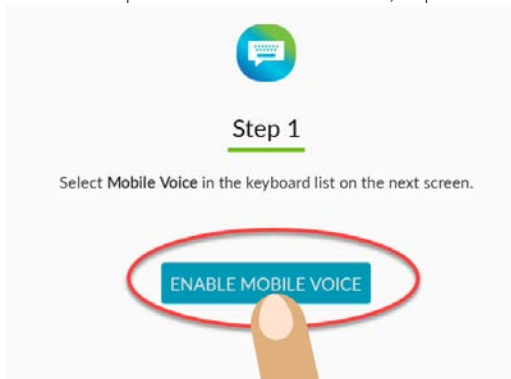 Step 1
Select Mobile Voice in the keyboard list on the next screen.
ENABLE MOBILE VOICE